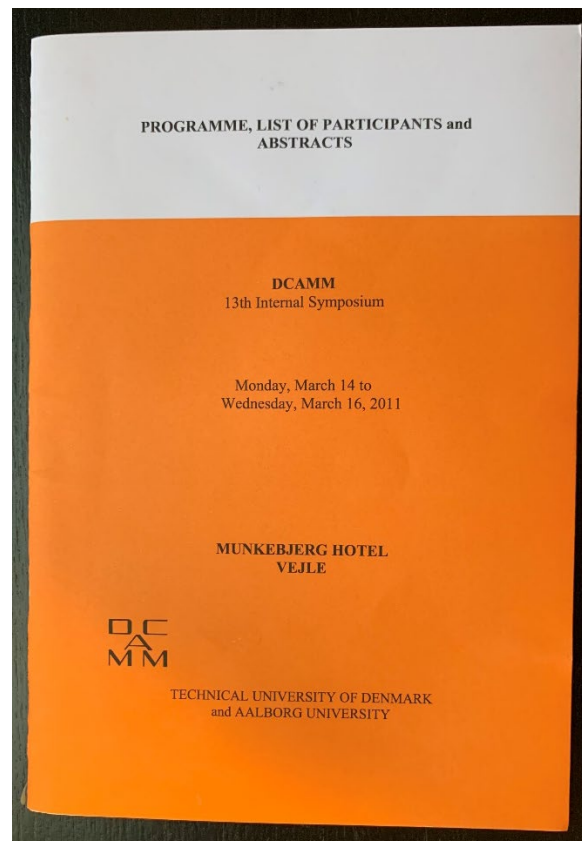 PROGRAMME, LIST OF PARTICIPANTS and
ABSTRACTS
DCAMM
13th Internal Symposium
Monday, March 14 to
Wednesday, March 16, 2011
MUNKEBJERG HOTEL
VEJLE
DC
A
MM
TECHNICAL UNIVERSITY OF DENMARK
and AALBORG UNIVERSITY